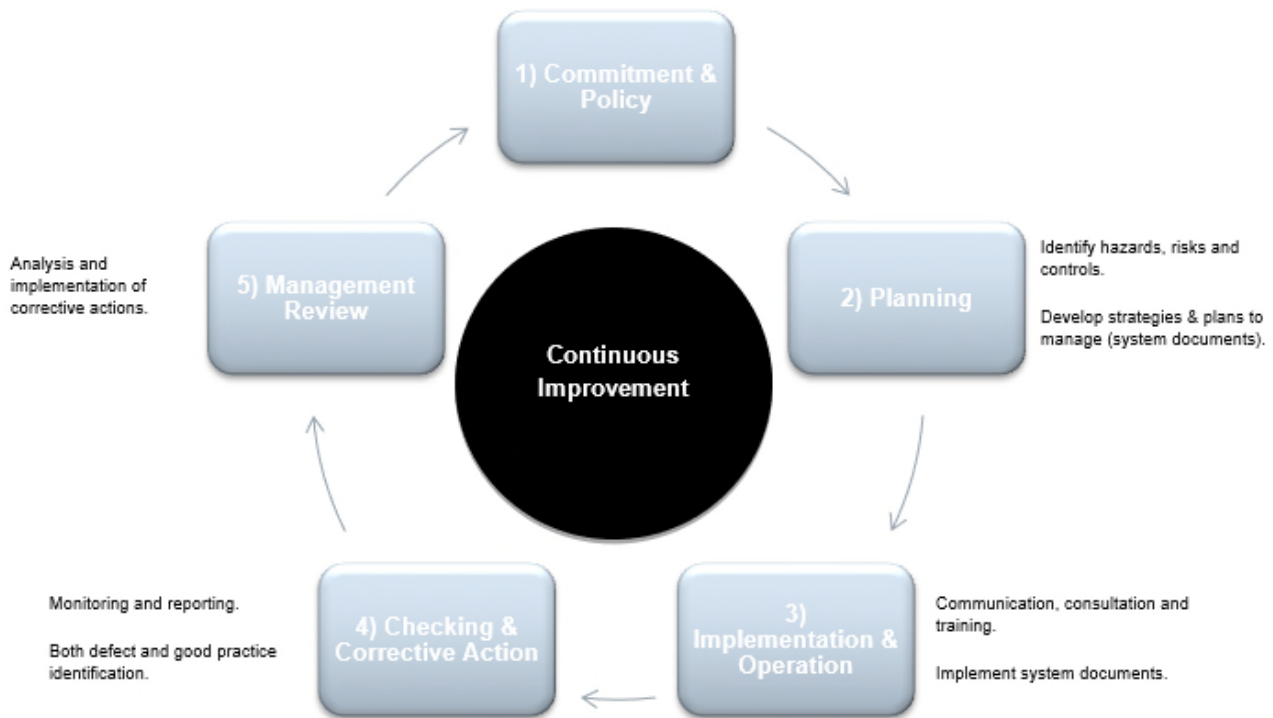 1) Commitment &
Policy
2) Planning
Identify hazards, risks and
controls.
Develop strategies & plans to
manage (system documents).
3)
Implementation &
Operation
Communication, consultation and
training.
Implement system documents.
4) Checking &
Corrective Action
Monitoring and reporting.
Both defect and good practice
identification.
5) Management
Review
Analysis and
implementation of
corrective actions.
Continuous
Improvement